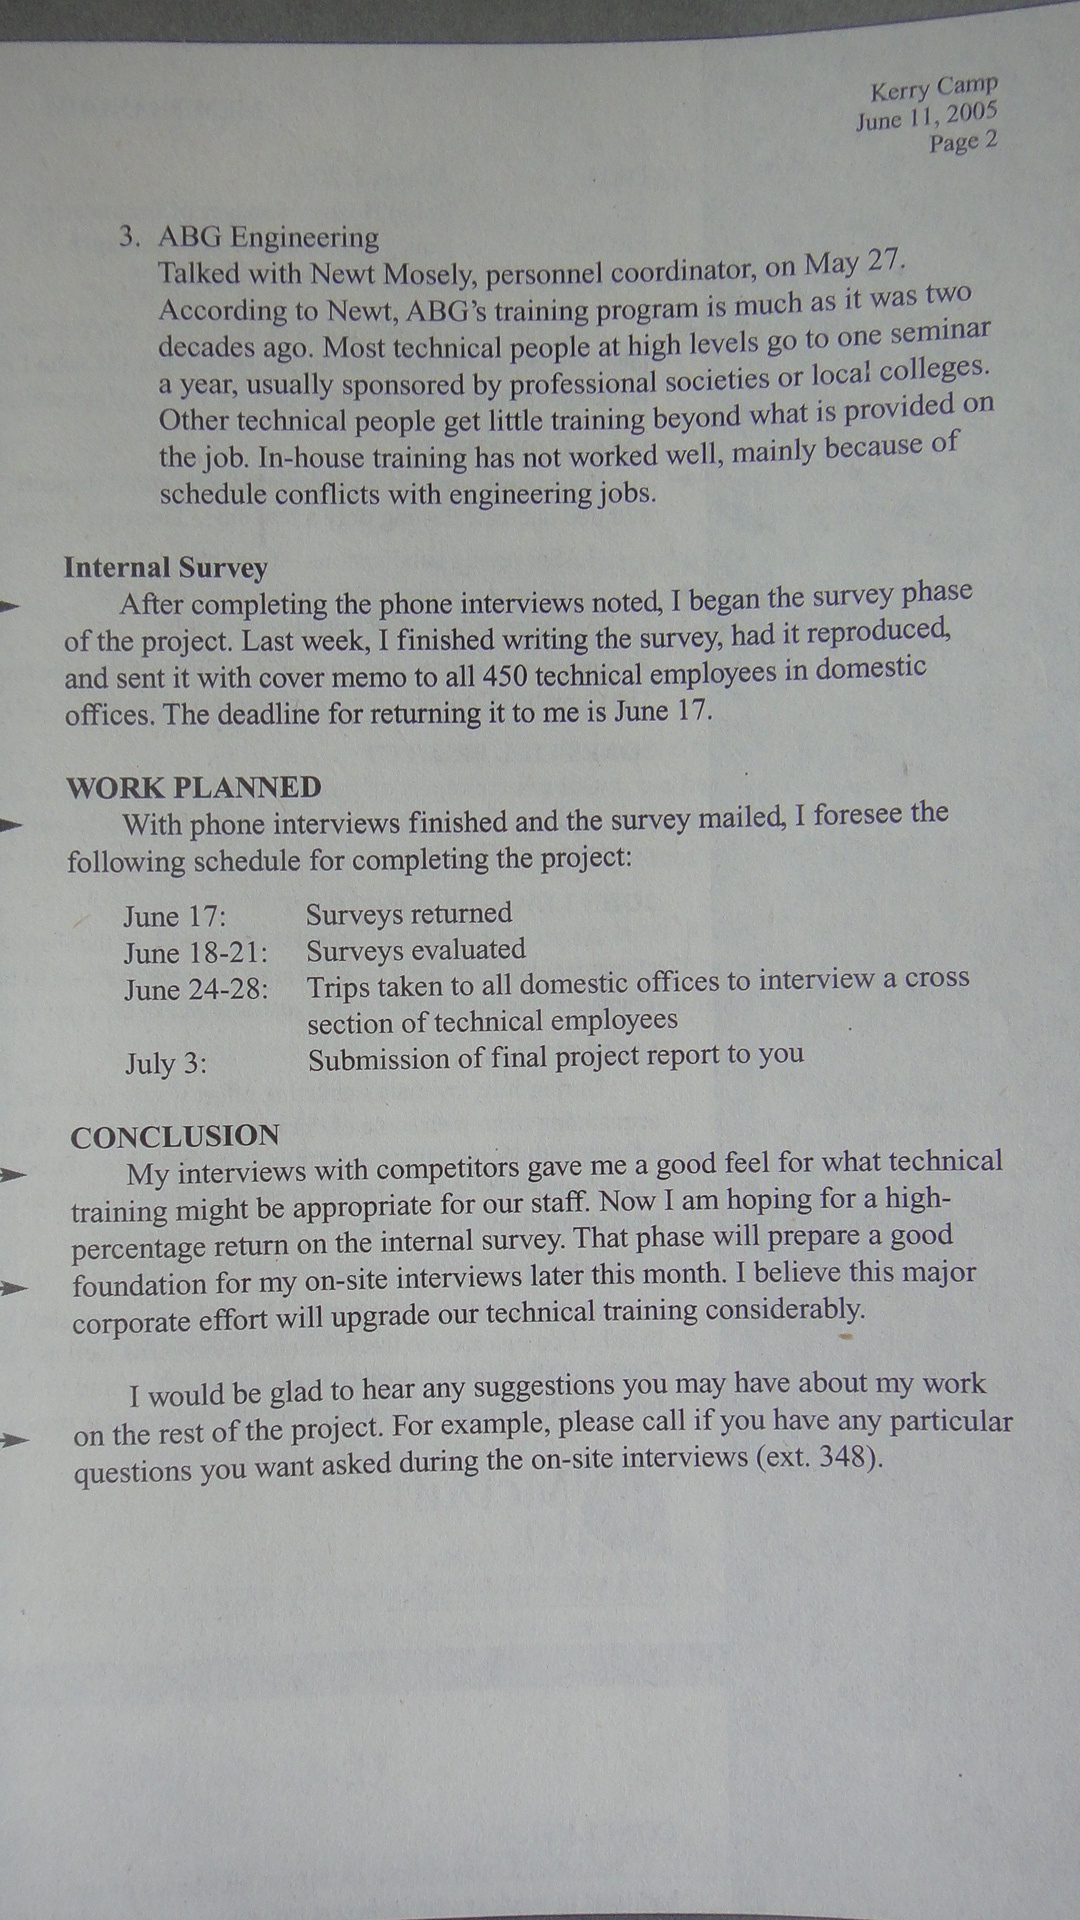 Kerry Camp
June 11, 2005
Page 2
3. ABG Engineering
Talked with Newt Mosely, personnel coordinator, on May 27.
According to Newt, ABG's training program is much as it was two
decades ago. Most technical people at high levels go to one seminar
a year, usually sponsored by professional societies or local colleges.
Other technical people get little training beyond what is provided on
the job. In-house training has not worked well, mainly because of
schedule conflicts with engineering jobs.
Internal Survey
After completing the phone interviews noted, I began the survey phase
of the project. Last week, I finished writing the survey, had it reproduced,
and sent it with cover memo to all 450 technical employees in domestic
offices. The deadline for returning it to me is June 17.
WORK PLANNED
With phone interviews finished and the survey mailed, I foresee the
following schedule for completing the project:
June 17: Surveys returned
June 18-21: Surveys evaluated
June 24-28: Trips taken to all domestic offices to interview a cross
section of technical employees
July 3: Submission of final project report to you
CONCLUSION
My interviews with competitors gave me a good feel for what technical
training might be appropriate for our staff. Now I am hoping for a high-
percentage return on the internal survey. That phase will prepare a good
foundation for my on-site interviews later this month. I believe this major
corporate effort will upgrade our technical training considerably.
I would be glad to hear any suggestions you may have about my work
on the rest of the project. For example, please call if you have any particular
questions you want asked during the on-site interviews (ext. 348).